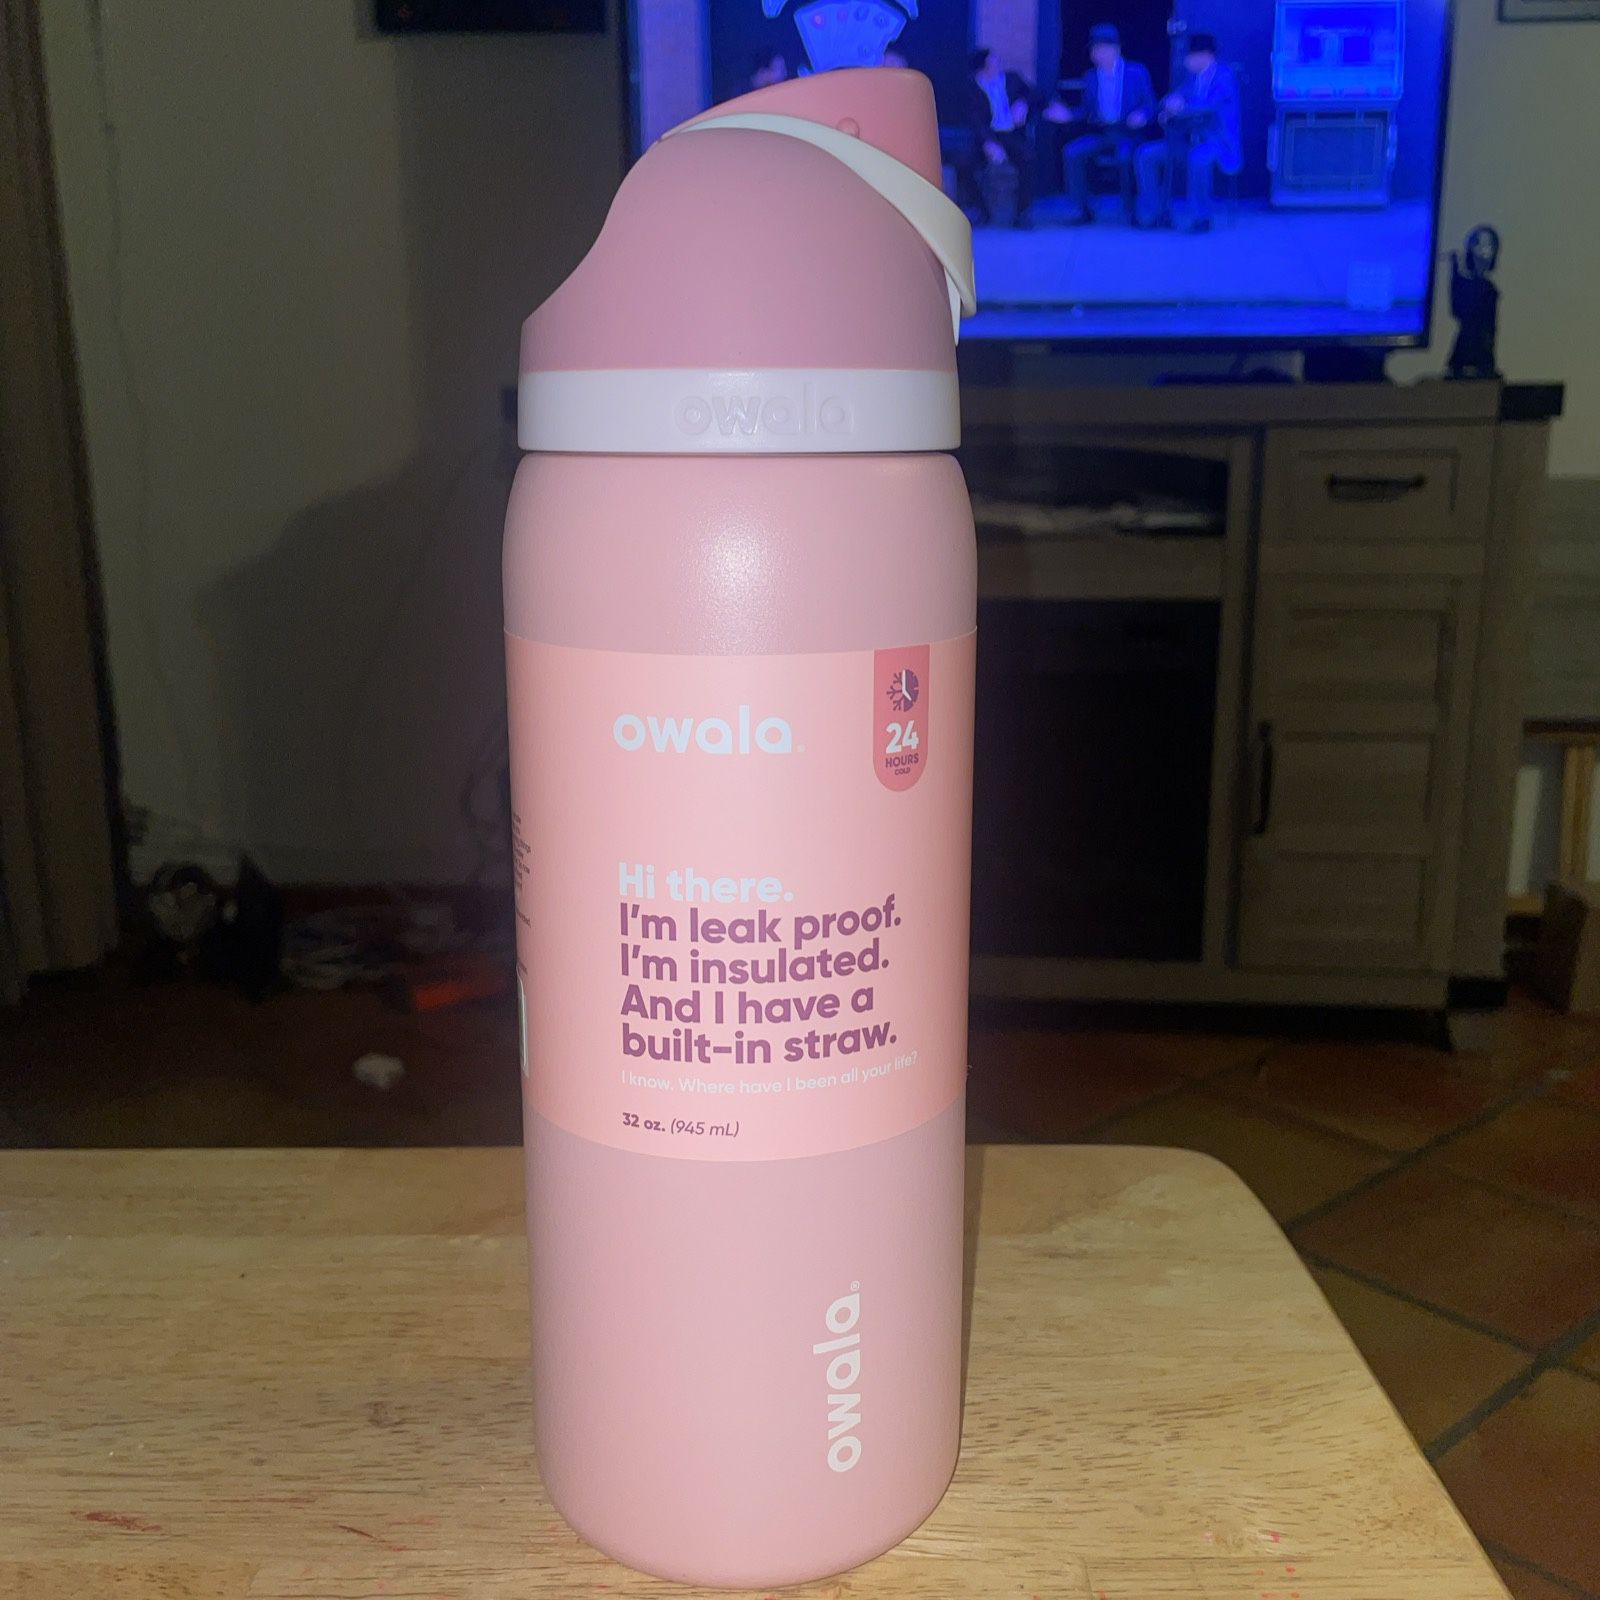 owala
owala®
24
HOURS
COLD
Hi there.
I'm leak proof.
I'm insulated.
And I have a
built-in straw.
I know. Where have I been all your life?
32 oz. (945 mL)
owala®